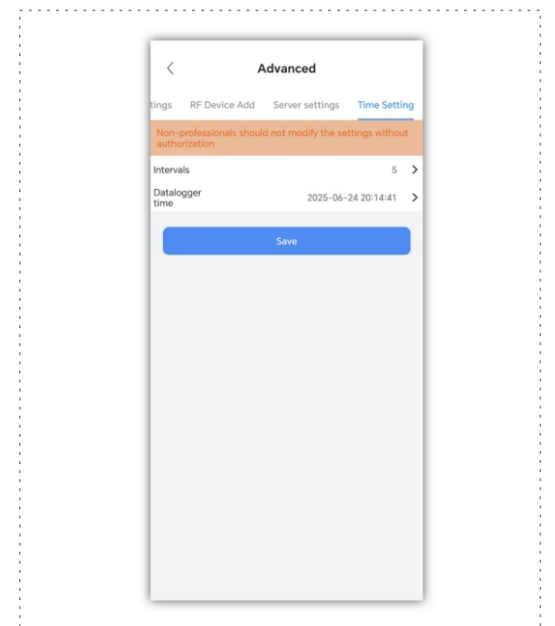 Advanced
tings RF Device Add Server settings Time Setting
Non-professionals should not modify the settings without
authorization
Intervals 5
Datalogger
time 2025-06-24 20:14:41
Save